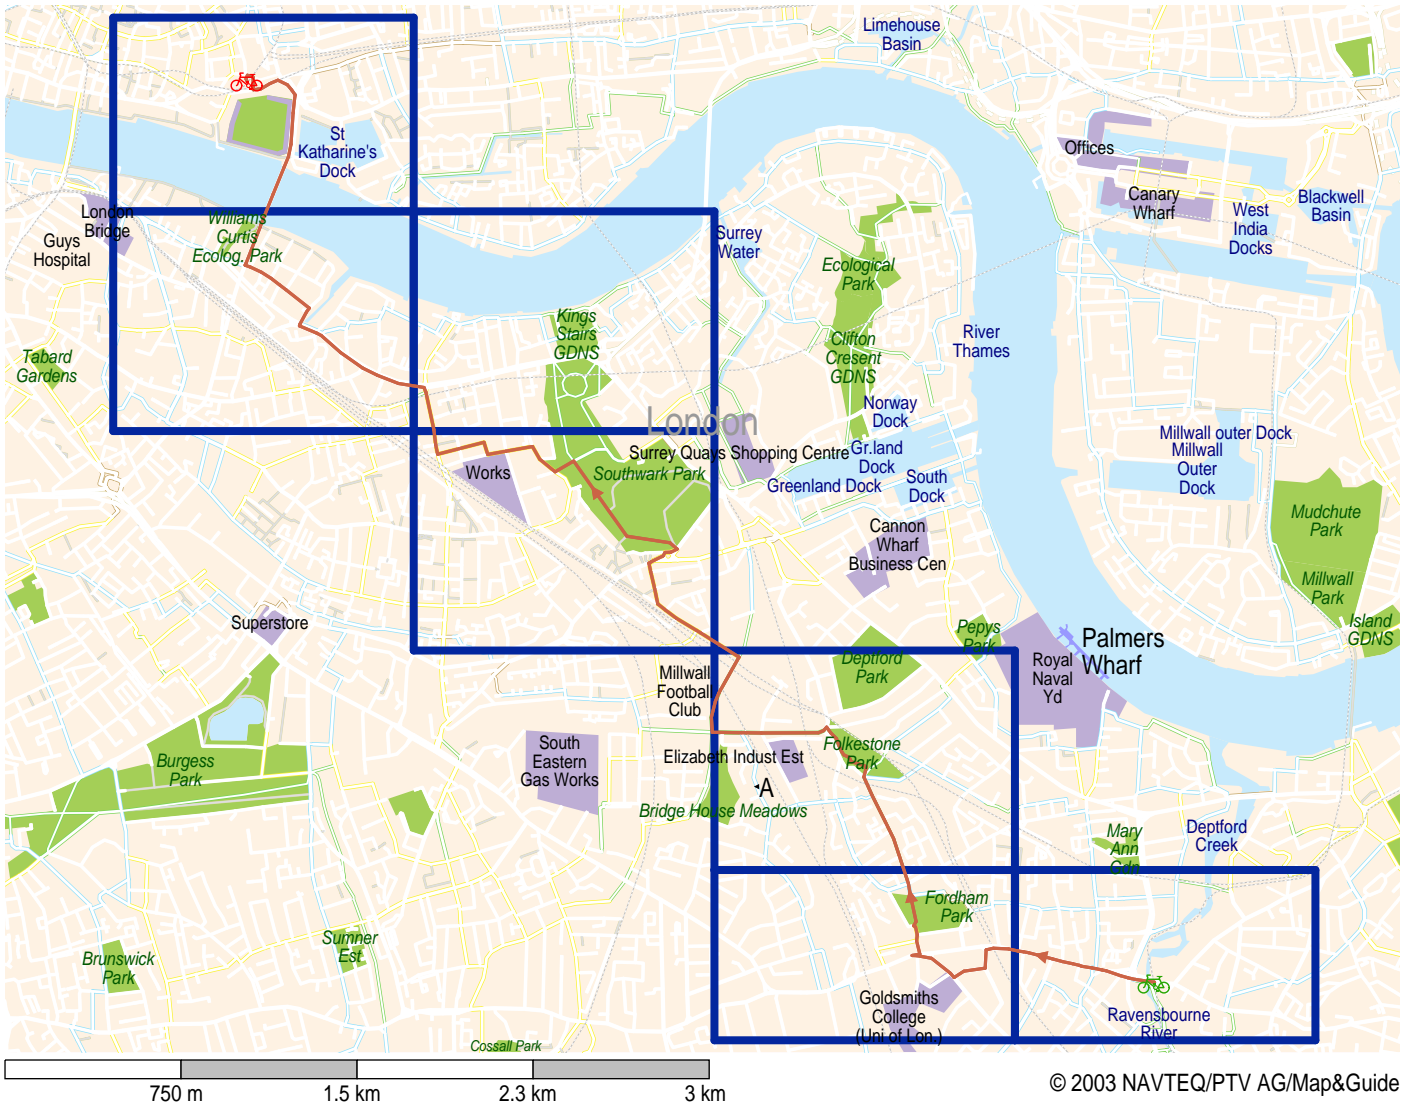 Limehouse
Basin
St
Katharine's
Dock
Offices
Canary
Wharf
West
India
Docks
Blackwell
Basin
London
Bridge
Guys
Hospital
Williams
Curtis
Ecolog. Park
Surrey
Water
Ecological
Park
Kings
Stairs
GDNS
Clifton
Cresent
GDNS
River
Thames
Tabard
Gardens
Norway
Dock
London
Surrey Quays Shopping Centre
Gr.land
Dock
Greenland Dock
South
Dock
Millwall outer Dock
Millwall
Outer
Dock
Works
Southwark Park
Cannon
Wharf
Business Cen
Mudchute
Park
Millwall
Park
Island
GDNS
Superstore
Pepys
Park
Palmers
Wharf
Royal
Naval
Yd
Deptford
Park
Millwall
Football
Club
South
Eastern
Gas Works
Elizabeth Indust Est
Folkestone
Park
A
Bridge House Meadows
Burgess
Park
Mary
Ann
Gdn
Deptford
Creek
Fordham
Park
Sumner
Est
Brunswick
Park
Goldsmiths
College
(Uni of Lon.)
Ravensbourne
River
Cossall Park
750 m
1.5 km
2.3 km
3 km
© 2003 NAVTEQ/PTV AG/Map&Guide